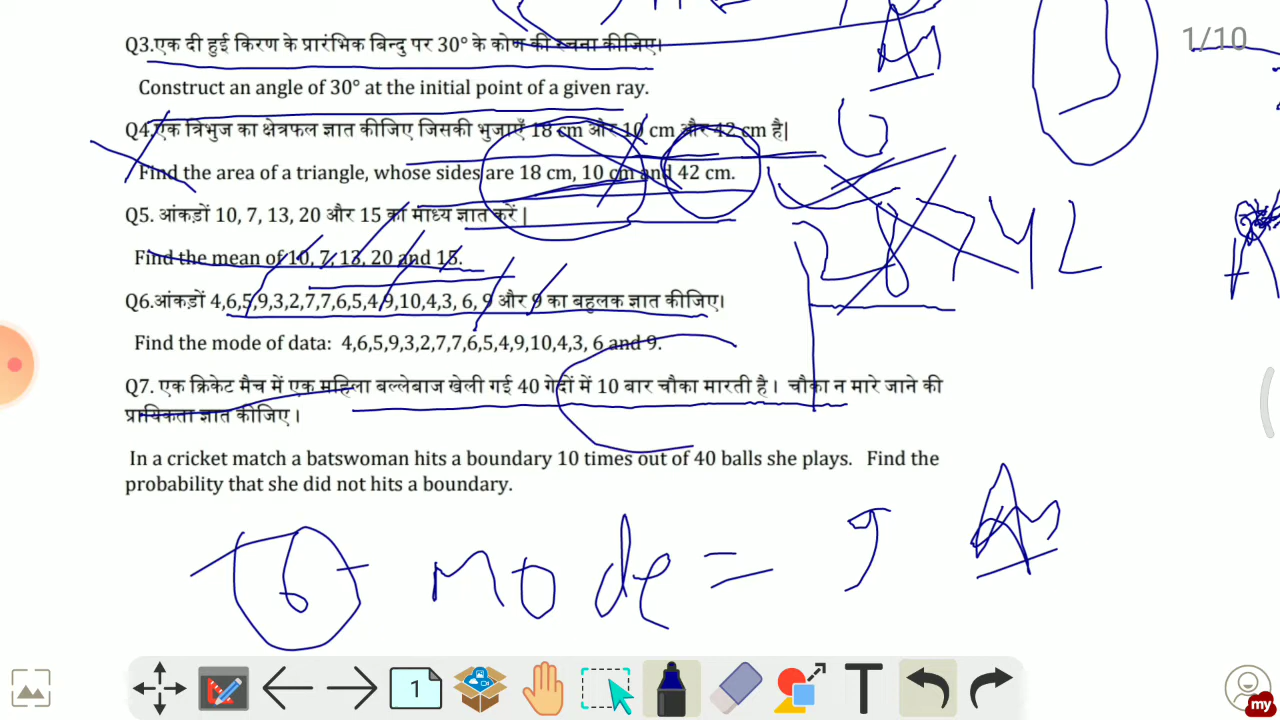 1/10
Q3.एक दी हुई किरण के प्रारंभिक बिन्दु पर 30° के कोण की रचना कीजिए।
Construct an angle of 30° at the initial point of a given ray.
Q4.एक त्रिभुज का क्षेत्रफल ज्ञात कीजिए जिसकी भुजाएँ 18 cm और 10 cm और 42 cm है|
Find the area of a triangle, whose sides are 18 cm, 10 cm and 42 cm.
28 7 42
Q5. आंकड़ों 10, 7, 13, 20 और 15 का माध्य ज्ञात करें |
Find the mean of 10, 7, 13, 20 and 15.
Q6.आंकड़ों 4,6,5,9,3,2,7,7,6,5,4,9,10,4,3, 6, 9 और 9 का बहुलक ज्ञात कीजिए।
Find the mode of data: 4,6,5,9,3,2,7,7,6,5,4,9,10,4,3, 6 and 9.
Q7. एक क्रिकेट मैच में एक महिला बल्लेबाज खेली गई 40 गेदों में 10 बार चौका मारती है। चौका न मारे जाने की
प्रायिकता ज्ञात कीजिए।
In a cricket match a batswoman hits a boundary 10 times out of 40 balls she plays. Find the
probability that she did not hits a boundary.
6 mode = 9
1
T
my